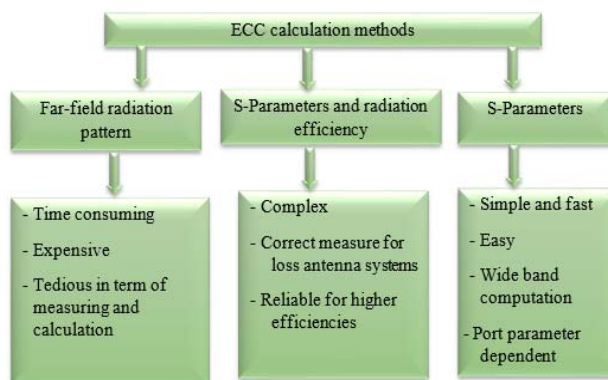 ECC calculation methods
Far-field radiation
pattern
S-Parameters and radiation
efficiency
S-Parameters
- Time consuming
- Expensive
- Tedious in term of
measuring and
calculation
- Complex
- Correct measure for
loss antenna systems
- Reliable for higher
efficiencies
- Simple and fast
- Easy
- Wide band
computation
- Port parameter
dependent